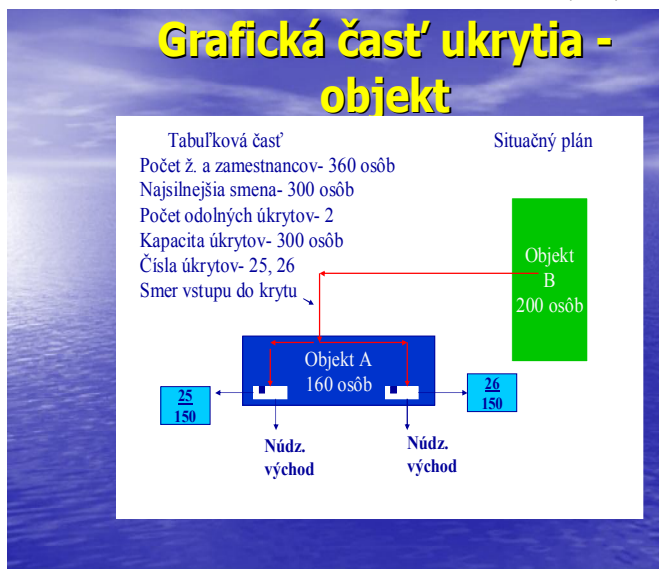 Grafická časť ukrytia -
objekt
Tabuľková časť
Situačný plán
Počet ž. a zamestnancov- 360 osôb
Najsilnejšia smena- 300 osôb
Počet odolných úkrytov- 2
Kapacita úkrytov- 300 osôb
Čísla úkrytov- 25, 26
Smer vstupu do krytu
Objekt
B
200 osôb
Objekt A
160 osôb
25
150
26
150
Núdz.
východ
Núdz.
východ